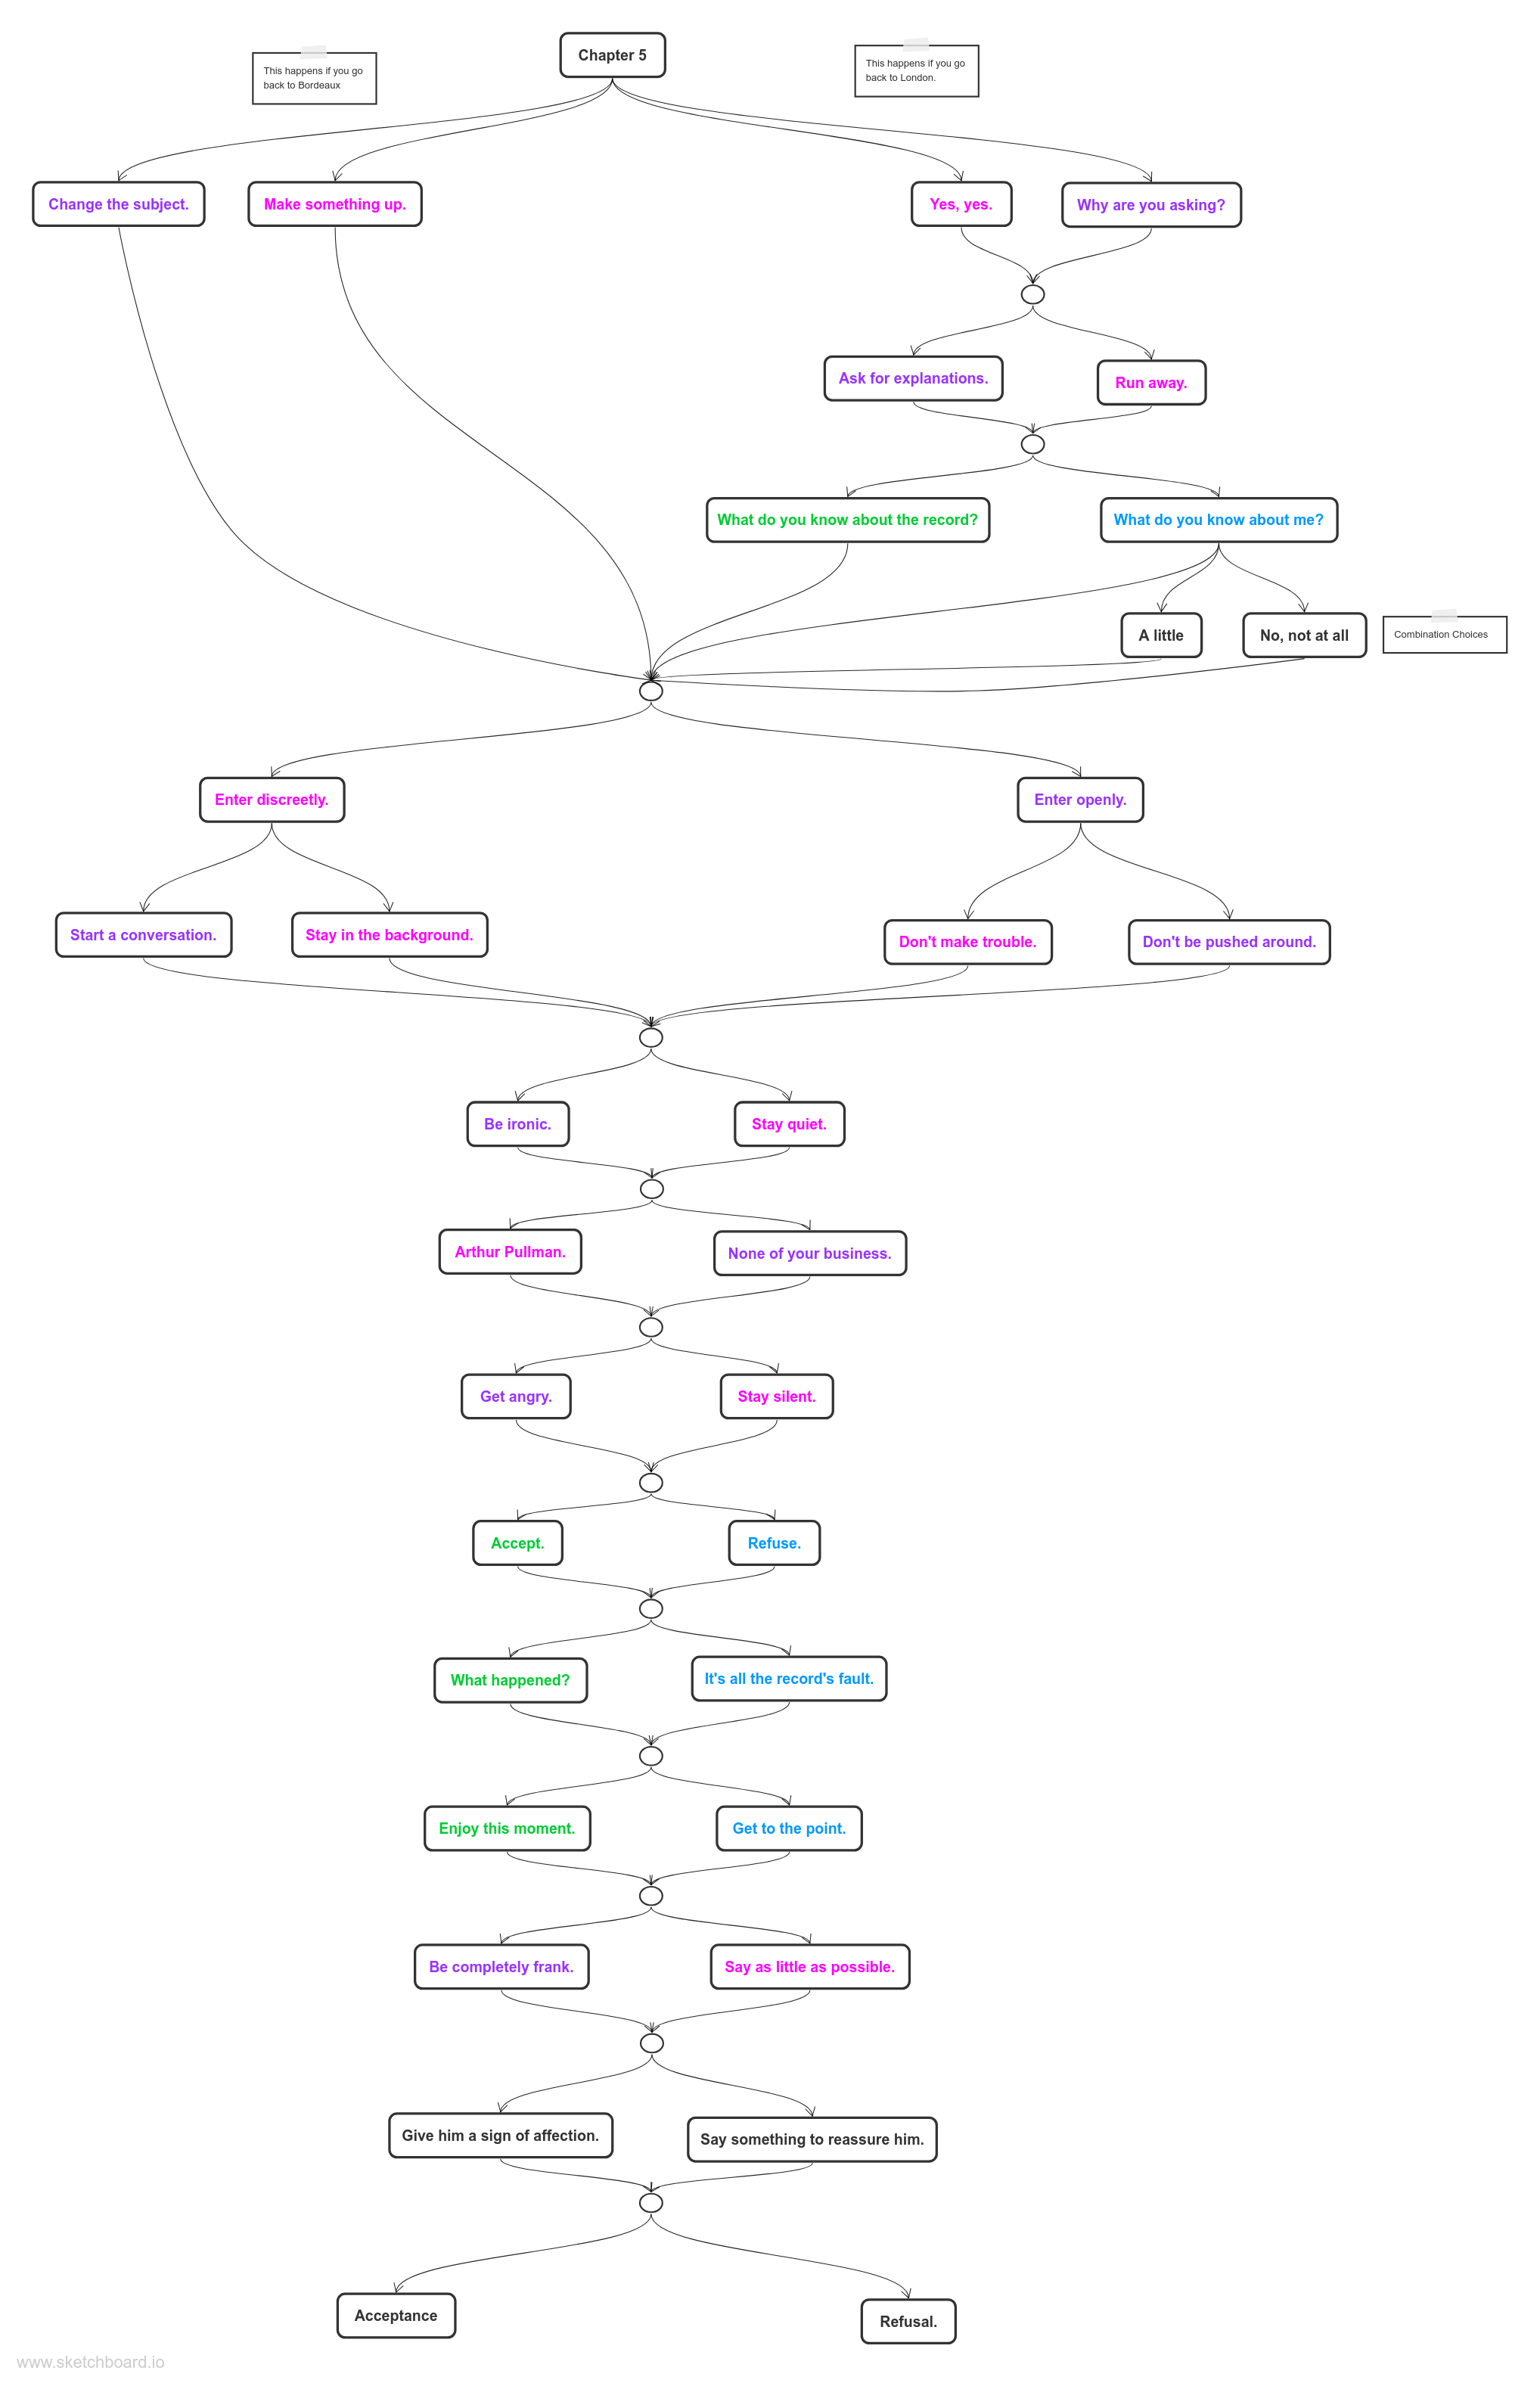 Chapter 5
This happens if you go
back to Bordeaux
This happens if you go
back to London.
Change the subject.
Make something up.
Yes, yes.
Why are you asking?
Ask for explanations.
Run away.
What do you know about the record?
What do you know about me?
A little
No, not at all
Combination Choices
Enter discreetly.
Enter openly.
Start a conversation.
Stay in the background.
Don't make trouble.
Don't be pushed around.
Be ironic.
Stay quiet.
Arthur Pullman.
None of your business.
Get angry.
Stay silent.
Accept.
Refuse.
What happened?
It's all the record's fault.
Enjoy this moment.
Get to the point.
Be completely frank.
Say as little as possible.
Give him a sign of affection.
Say something to reassure him.
Acceptance
Refusal.
www.sketchboard.io